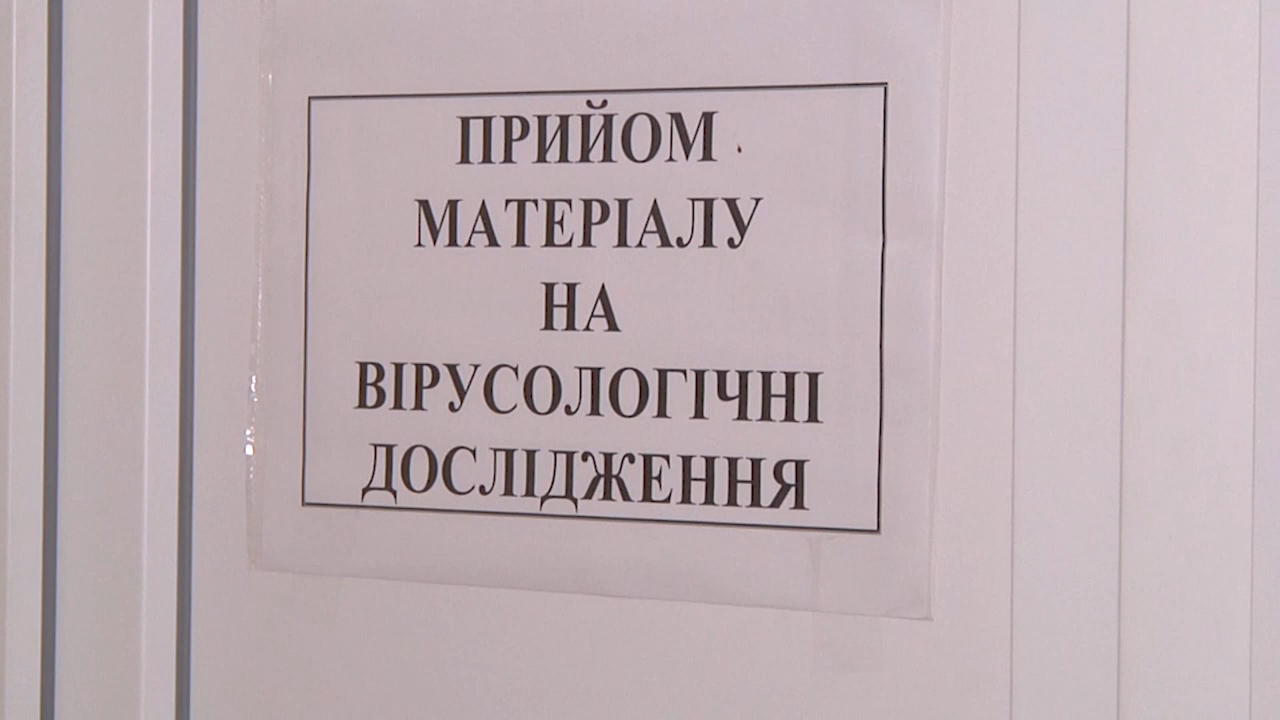 ПРИЙОМ
МАТЕРІАЛУ
НА
ВІРУСОЛОГІЧНІ
ДОСЛІДЖЕННЯ